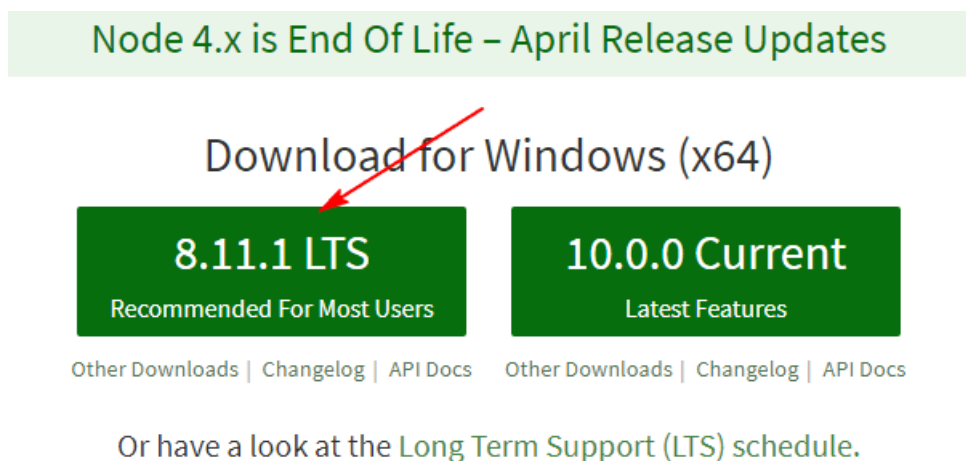 Node 4.x is End Of Life – April Release Updates
Download for Windows (x64)
8.11.1 LTS
Recommended For Most Users
10.0.0 Current
Latest Features
Other Downloads | Changelog | API Docs
Other Downloads | Changelog | API Docs
Or have a look at the Long Term Support (LTS) schedule.